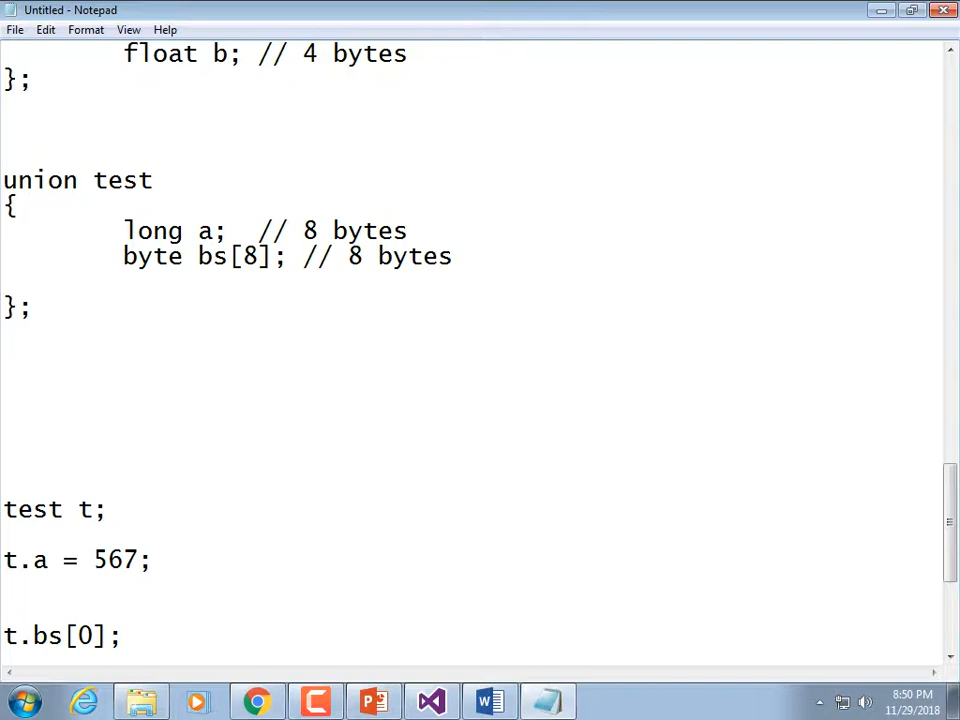 Untitled - Notepad
File Edit Format View Help
float b; // 4 bytes
};
union test
{
long a;  // 8 bytes
byte bs[8]; // 8 bytes
};
test t;
t.a = 567;
t.bs[0];
8:50 PM
11/29/2018